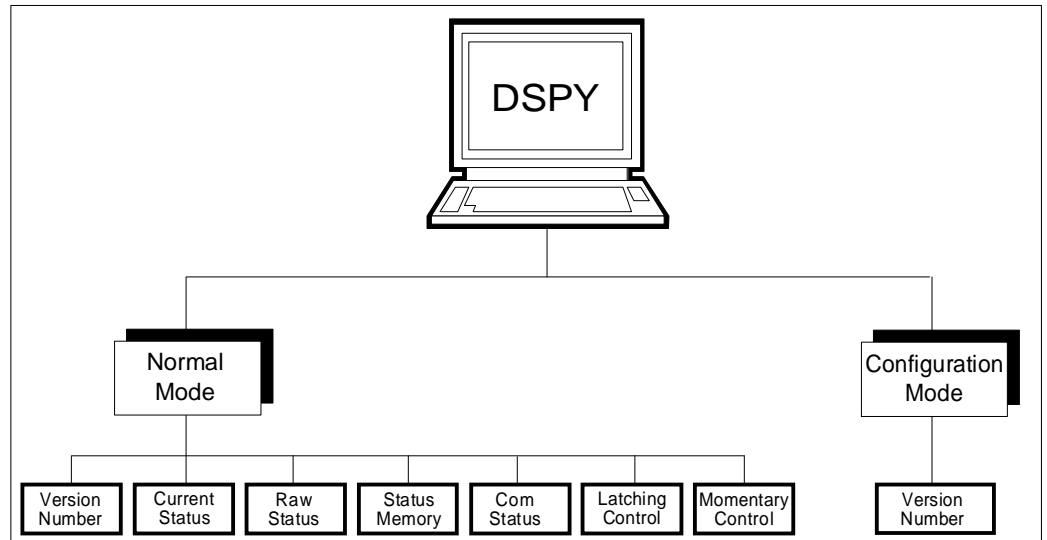 DSPY
Normal
Mode
Configuration
Mode
Version
Number
Current
Status
Raw
Status
Status
Memory
Com
Status
Latching
Control
Momentary
Control
Version
Number